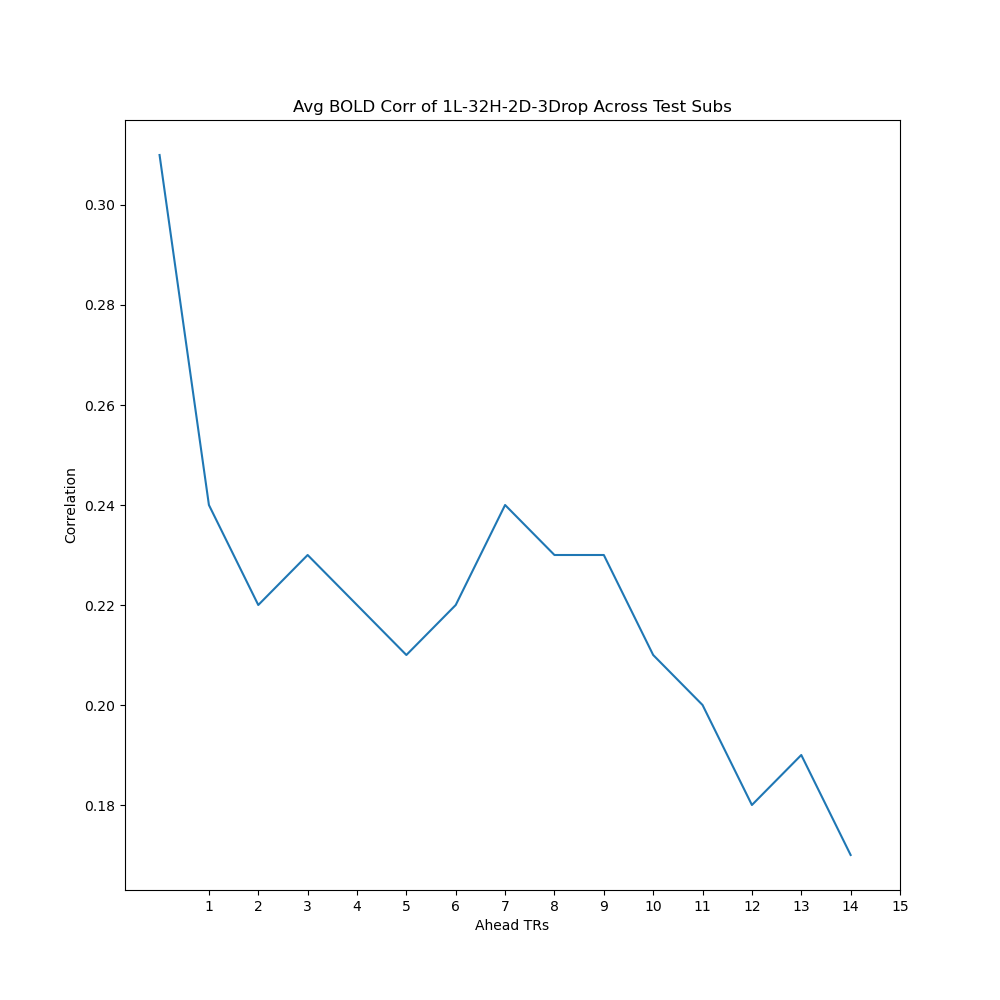 Avg BOLD Corr of 1L-32H-2D-3Drop Across Test Subs
0.30
0.28
0.26
0.24
0.22
0.20
0.18
Correlation
1 2 3 4 5 6 7 8 9 10 11 12 13 14 15
Ahead TRs